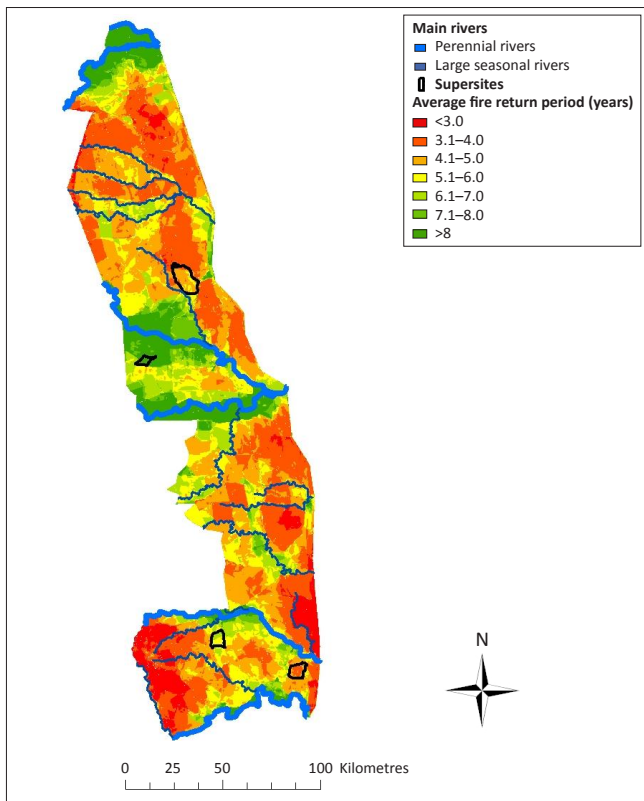 Main rivers
Perennial rivers
Large seasonal rivers
Supersites
Average fire return period (years)
<3.0
3.1–4.0
4.1–5.0
5.1–6.0
6.1–7.0
7.1–8.0
>8
N
0 25 50 100 Kilometres